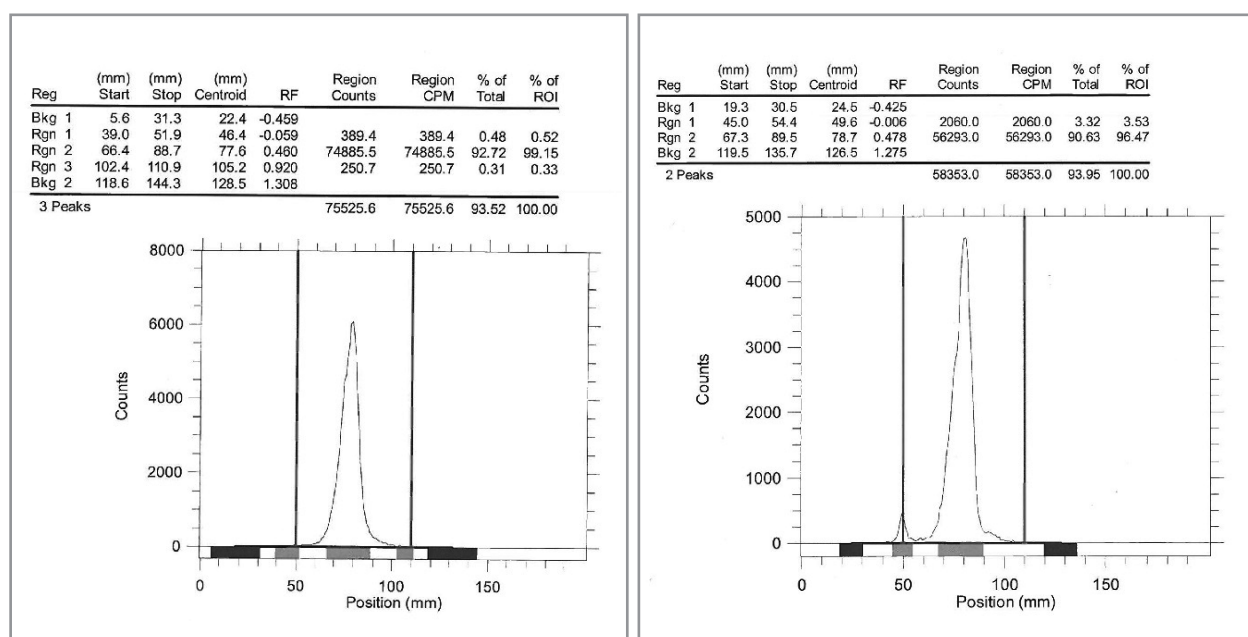 (mm) (mm) (mm) Region Region % of % of
Reg Start Stop Centroid RF Counts CPM Total ROI
Bkg 1 5.6 31.3 22.4 -0.459
Rgn 1 39.0 51.9 46.4 -0.059 389.4 389.4 0.48 0.52
Rgn 2 66.4 88.7 77.6 0.460 74885.5 74885.5 92.72 99.15
Rgn 3 102.4 110.9 105.2 0.920 250.7 250.7 0.31 0.33
Bkg 2 118.6 144.3 128.5 1.308
3 Peaks 75525.6 75525.6 93.52 100.00
8000
6000
4000
2000
0
Counts
0 50 100 150
Position (mm)
(mm) (mm) (mm) Region Region % of % of
Reg Start Stop Centroid RF Counts CPM Total ROI
Bkg 1 19.3 30.5 24.5 -0.425
Rgn 1 45.0 54.4 49.6 -0.006 2060.0 2060.0 3.32 3.53
Rgn 2 67.3 89.5 78.7 0.478 56293.0 56293.0 90.63 96.47
Bkg 2 119.5 135.7 126.5 1.275
2 Peaks 58353.0 58353.0 93.95 100.00
5000
4000
3000
2000
1000
0
Counts
0 50 100 150
Position (mm)